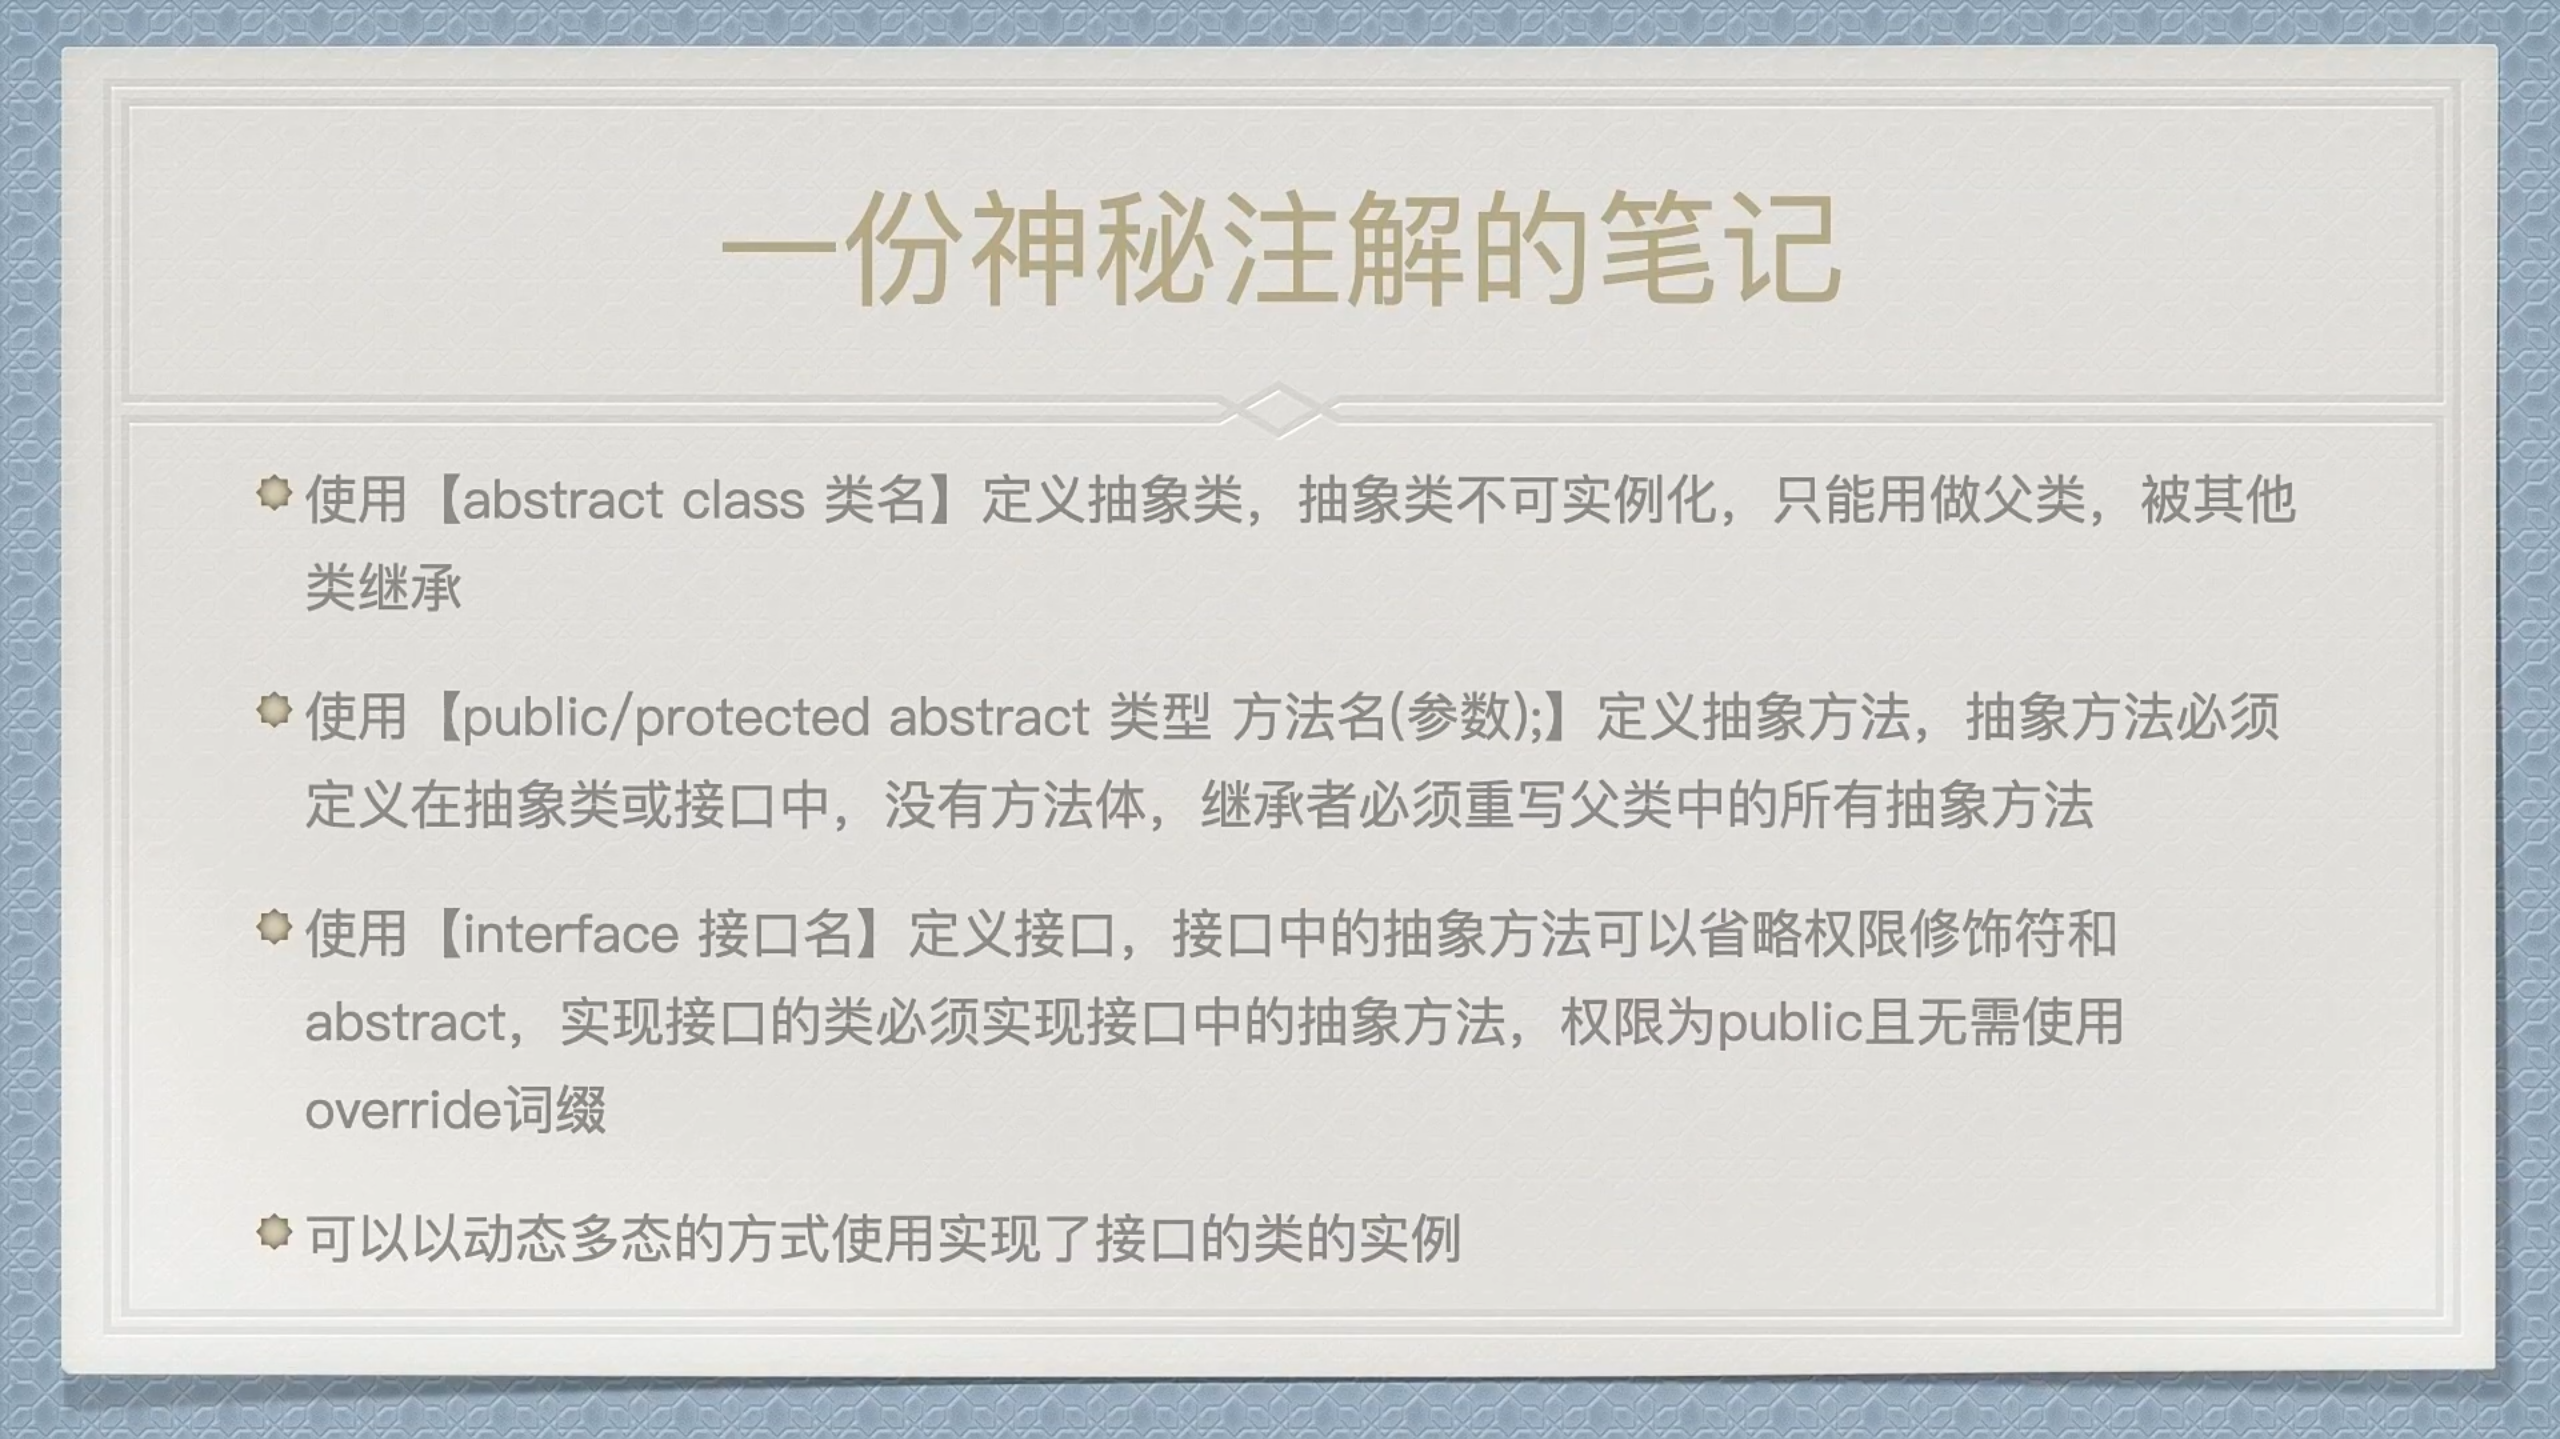 一份神秘注解的笔记
使用【abstract class 类名】定义抽象类，抽象类不可实例化，只能用做父类，被其他
类继承
使用【public/protected abstract 类型 方法名(参数);】定义抽象方法，抽象方法必须
定义在抽象类或接口中，没有方法体，继承者必须重写父类中的所有抽象方法
使用【interface 接口名】定义接口，接口中的抽象方法可以省略权限修饰符和
abstract，实现接口的类必须实现接口中的抽象方法，权限为public且无需使用
override词缀
可以以动态多态的方式使用实现了接口的类的实例